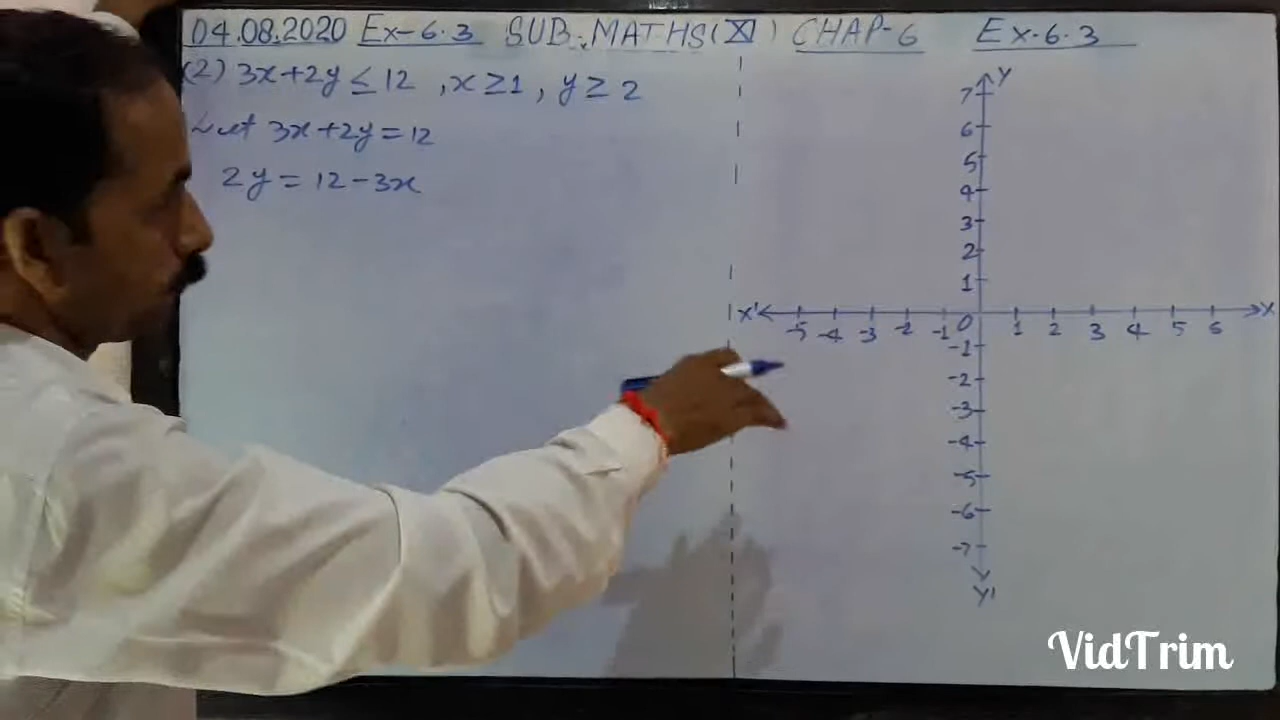 04.08.2020 Ex-6.3 SUB:MATHS(XI) CHAP-6 Ex.6.3
(2) 3x+2y ≤ 12 , x ≥ 1 , y ≥ 2
Let 3x+2y = 12
2y = 12-3x
Y
7
6
5
4
3
2
1
X' -5 -4 -3 -2 -1 0 1 2 3 4 5 6 X
-1
-2
-3
-4
-5
-6
-7
Y'
VidTrim